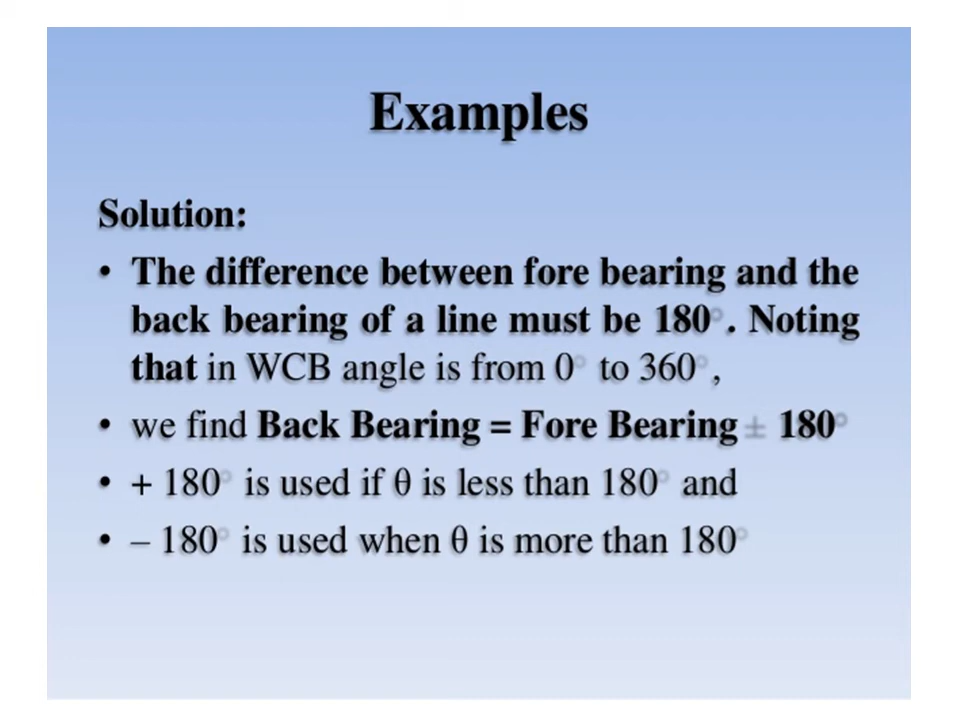 Examples
Solution:
• The difference between fore bearing and the
back bearing of a line must be 180°. Noting
that in WCB angle is from 0° to 360°,
• we find Back Bearing = Fore Bearing ± 180°
• + 180° is used if θ is less than 180° and
• – 180° is used when θ is more than 180°